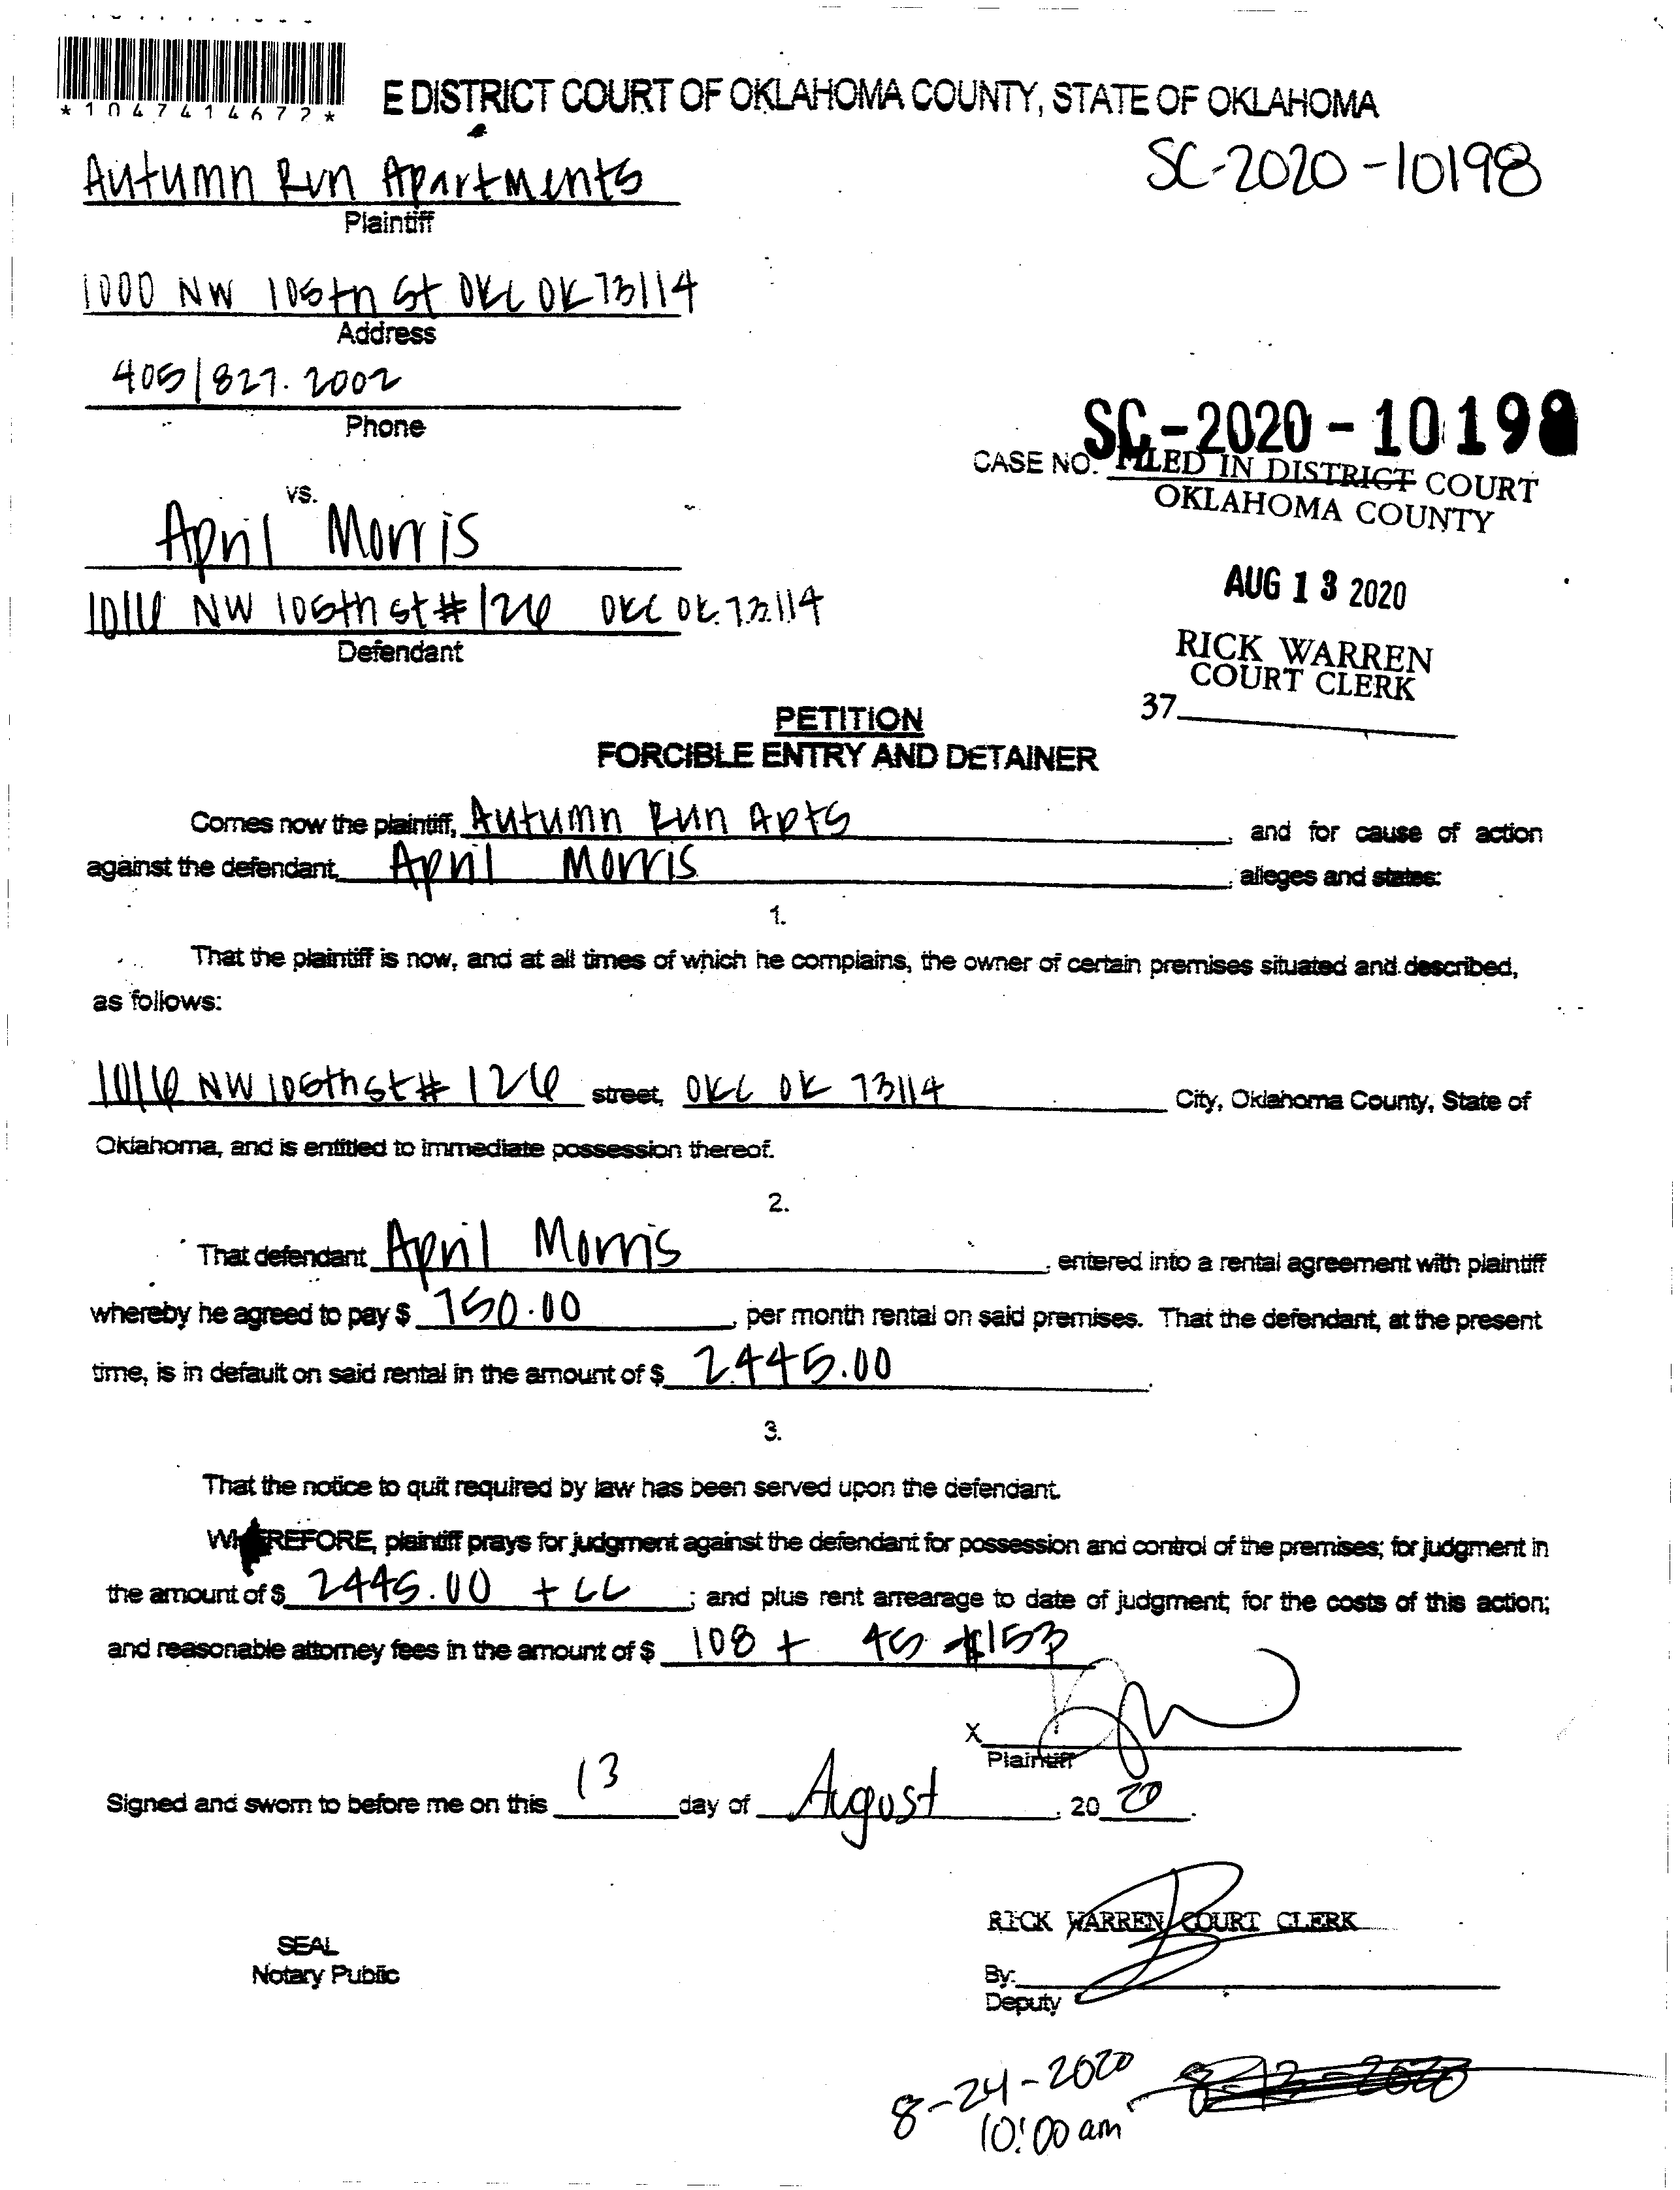 *1047414672*
E DISTRICT COURT OF OKLAHOMA COUNTY, STATE OF OKLAHOMA
SC-2020-10198
Autumn Run Apartments
Plaintiff
1000 NW 105th St OKC OK 73114
Address
405/827.2002
Phone
SC-2020-10198
CASE NO.
FILED IN DISTRICT COURT
OKLAHOMA COUNTY
vs.
April Morris
AUG 13 2020
1016 NW 105th st # 126 OKC OK 73114
Defendant
RICK WARREN
COURT CLERK
37
PETITION
FORCIBLE ENTRY AND DETAINER
Comes now the plaintiff, Autumn Run Apts, and for cause of action
against the defendant, April Morris, alleges and states:
1.
That the plaintiff is now, and at all times of which he complains, the owner of certain premises situated and described,
as follows:
1016 NW 105th st # 126 street, OKC OK 73114 City, Oklahoma County, State of
Oklahoma, and is entitled to immediate possession thereof.
2.
That defendant April Morris, entered into a rental agreement with plaintiff
whereby he agreed to pay $ 750.00, per month rental on said premises. That the defendant, at the present
time, is in default on said rental in the amount of $ 2445.00.
3.
That the notice to quit required by law has been served upon the defendant.
WHEREFORE, plaintiff prays for judgment against the defendant for possession and control of the premises; for judgment in
the amount of $ 2445.00 + CC ; and plus rent arrearage to date of judgment; for the costs of this action;
and reasonable attorney fees in the amount of $ 108 + 45 $153
X
Plaintiff
Signed and sworn to before me on this 13 day of August, 2020.
RICK WARREN COURT CLERK
SEAL
Notary Public
By:
Deputy
8-24-2020
10:00 am